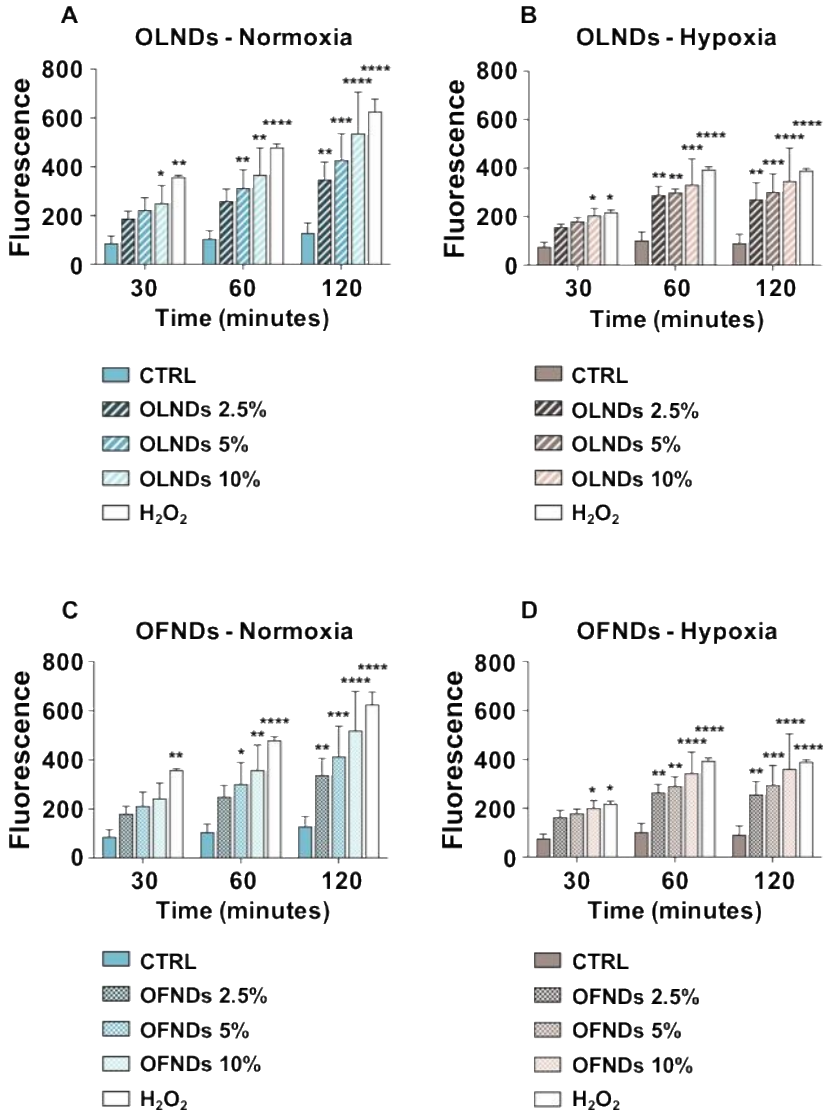 A
OLNDs - Normoxia
Fluorescence
800
600
400
200
0
* ** ** ** **** ** *** **** ****
30 60 120
Time (minutes)
CTRL
OLNDs 2.5%
OLNDs 5%
OLNDs 10%
H₂O₂
B
OLNDs - Hypoxia
Fluorescence
800
600
400
200
0
* * ** ** *** **** ** *** **** ****
30 60 120
Time (minutes)
CTRL
OLNDs 2.5%
OLNDs 5%
OLNDs 10%
H₂O₂
C
OFNDs - Normoxia
Fluorescence
800
600
400
200
0
** * ** **** ** *** **** ****
30 60 120
Time (minutes)
CTRL
OFNDs 2.5%
OFNDs 5%
OFNDs 10%
H₂O₂
D
OFNDs - Hypoxia
Fluorescence
800
600
400
200
0
* * ** ** **** **** ** *** **** ****
30 60 120
Time (minutes)
CTRL
OFNDs 2.5%
OFNDs 5%
OFNDs 10%
H₂O₂